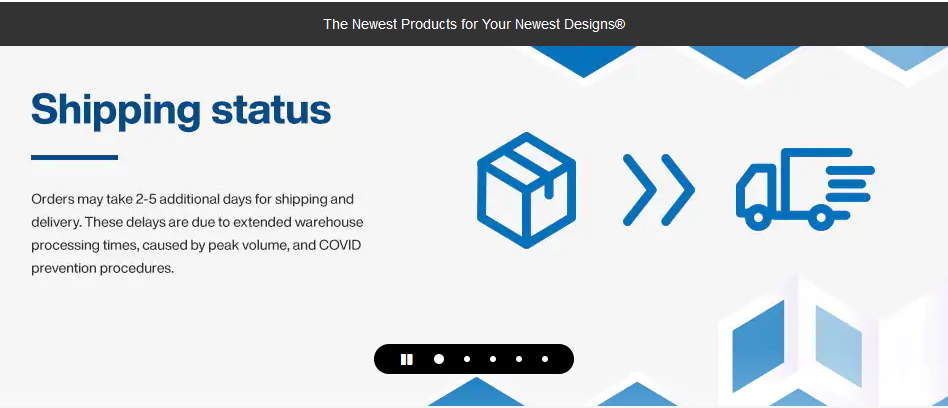 The Newest Products for Your Newest Designs®
Shipping status
Orders may take 2-5 additional days for shipping and
delivery. These delays are due to extended warehouse
processing times, caused by peak volume, and COVID
prevention procedures.